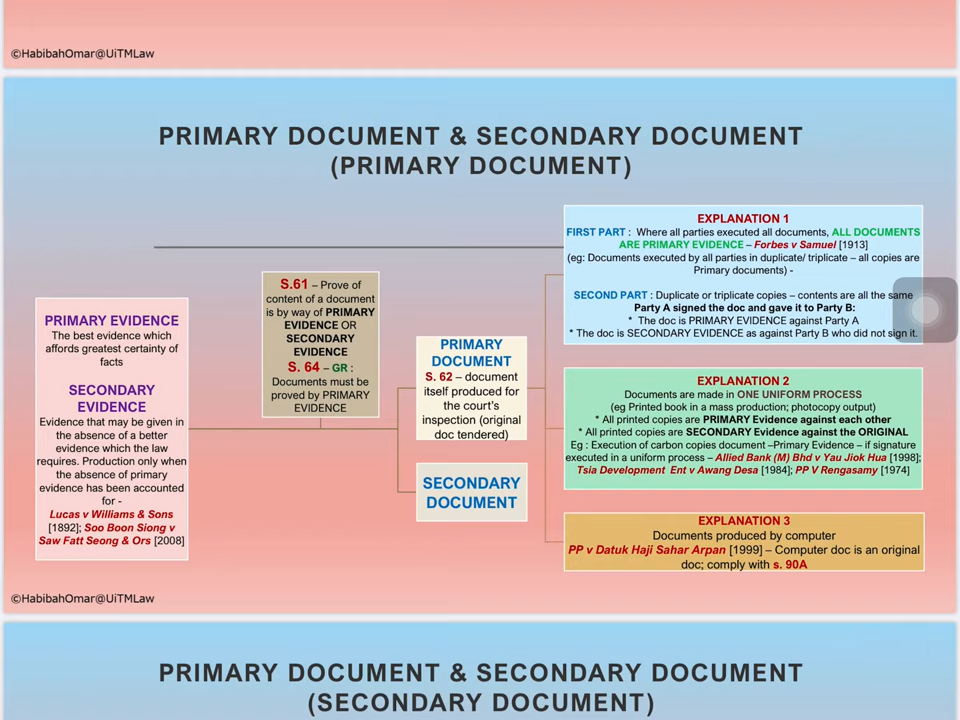 ©HabibahOmar@UiTMLaw
PRIMARY DOCUMENT & SECONDARY DOCUMENT
(PRIMARY DOCUMENT)
PRIMARY EVIDENCE
The best evidence which
affords greatest certainty of
facts
SECONDARY
EVIDENCE
Evidence that may be given in
the absence of a better
evidence which the law
requires. Production only when
the absence of primary
evidence has been accounted
for -
Lucas v Williams & Sons
[1892]; Soo Boon Siong v
Saw Fatt Seong & Ors [2008]
S.61 – Prove of
content of a document
is by way of PRIMARY
EVIDENCE OR
SECONDARY
EVIDENCE
S. 64 – GR :
Documents must be
proved by PRIMARY
EVIDENCE
PRIMARY
DOCUMENT
S. 62 – document
itself produced for
the court's
inspection (original
doc tendered)
SECONDARY
DOCUMENT
EXPLANATION 1
FIRST PART : Where all parties executed all documents, ALL DOCUMENTS
ARE PRIMARY EVIDENCE – Forbes v Samuel [1913]
(eg: Documents executed by all parties in duplicate/ triplicate – all copies are
Primary documents) -
SECOND PART : Duplicate or triplicate copies – contents are all the same
Party A signed the doc and gave it to Party B:
* The doc is PRIMARY EVIDENCE against Party A
* The doc is SECONDARY EVIDENCE as against Party B who did not sign it.
EXPLANATION 2
Documents are made in ONE UNIFORM PROCESS
(eg Printed book in a mass production; photocopy output)
* All printed copies are PRIMARY Evidence against each other
* All printed copies are SECONDARY Evidence against the ORIGINAL
Eg : Execution of carbon copies document –Primary Evidence – if signature
executed in a uniform process – Allied Bank (M) Bhd v Yau Jiok Hua [1998];
Tsia Development Ent v Awang Desa [1984]; PP V Rengasamy [1974]
EXPLANATION 3
Documents produced by computer
PP v Datuk Haji Sahar Arpan [1999] – Computer doc is an original
doc; comply with s. 90A
©HabibahOmar@UiTMLaw
PRIMARY DOCUMENT & SECONDARY DOCUMENT
(SECONDARY DOCUMENT)